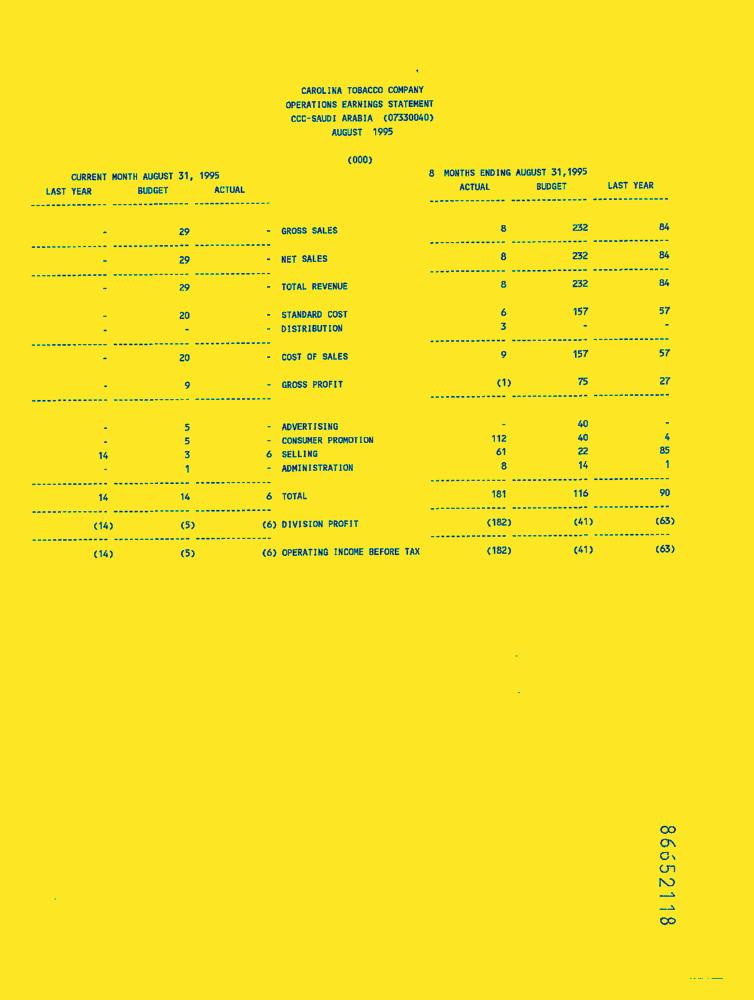 CAROLINA TOBACCO COMPANY
OPERATIONS EARNINGS STATEMENT
CCC-SAUDI ARABIA (07330040)
AUGUST 1995
(000)
CURRENT MONTH AUGUST 31, 1995 8 MONTHS ENDING AUGUST 31,1995
LAST YEAR BUDGET ACTUAL ACTUAL BUDGET LAST YEAR
- 29 - GROSS SALES 8 232 84
- 29 - NET SALES 8 232 84
- 29 - TOTAL REVENUE 8 232 84
- 20 - STANDARD COST 6 157 57
- - - DISTRIBUTION 3 - -
- 20 - COST OF SALES 9 157 57
- 9 - GROSS PROFIT (1) 75 27
- 5 - ADVERTISING - 40 -
- 5 - CONSUMER PROMOTION 112 40 4
14 3 6 SELLING 61 22 85
- 1 - ADMINISTRATION 8 14 1
14 14 6 TOTAL 181 116 90
(14) (5) (6) DIVISION PROFIT (182) (41) (63)
(14) (5) (6) OPERATING INCOME BEFORE TAX (182) (41) (63)
86652118